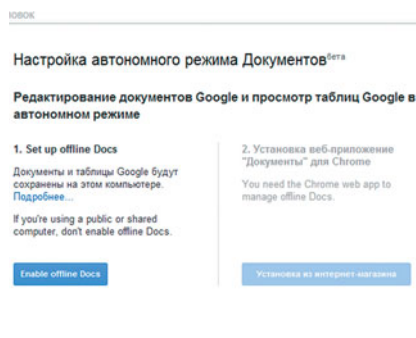 ЮВОК
Настройка автономного режима Документов бета
Редактирование документов Google и просмотр таблиц Google в
автономном режиме
1. Set up offline Docs
Документы и таблицы Google будут
сохранены на этом компьютере.
Подробнее...
If you're using a public or shared
computer, don't enable offline Docs.
Enable offline Docs
2. Установка веб-приложение
"Документы" для Chrome
You need the Chrome web app to
manage offline Docs.
Установка из интернет-магазина